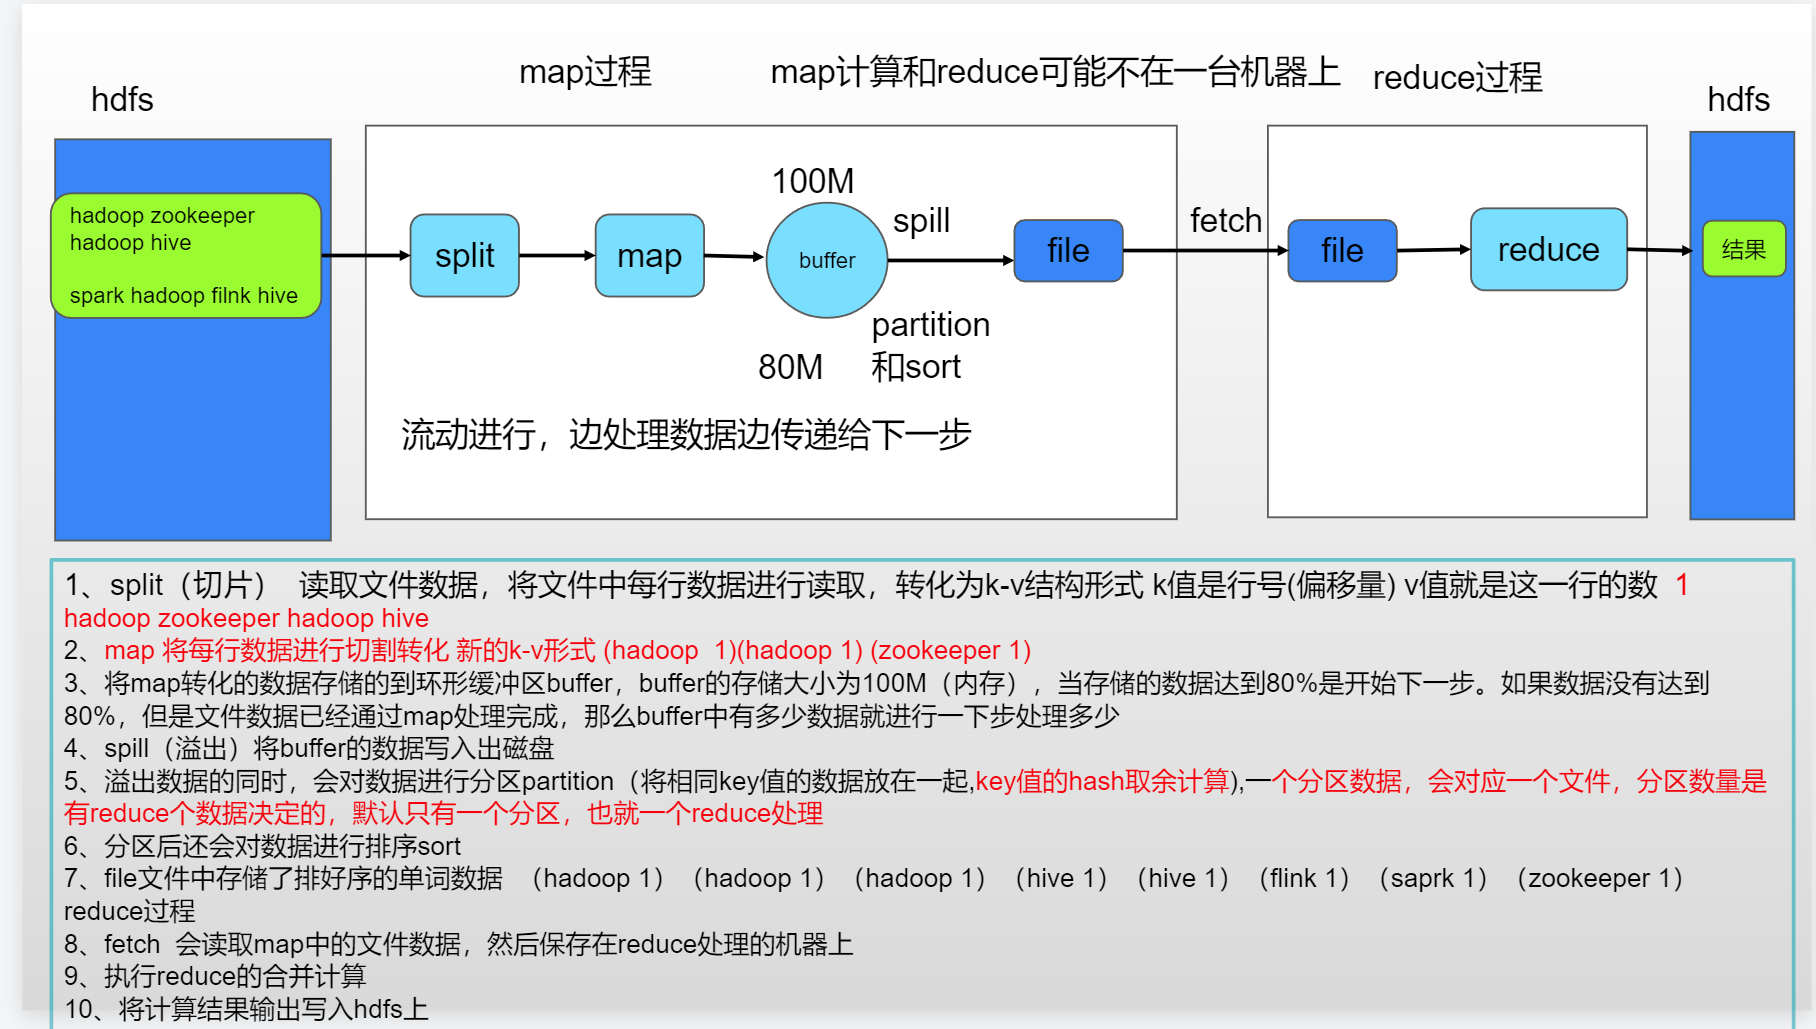 map过程
map计算和reduce可能不在一台机器上
reduce过程
hdfs
hdfs
hadoop zookeeper
hadoop hive
spark hadoop filnk hive
split
map
100M
buffer
80M
spill
partition
和sort
file
fetch
file
reduce
结果
流动进行，边处理数据边传递给下一步
1、split（切片） 读取文件数据，将文件中每行数据进行读取，转化为k-v结构形式 k值是行号(偏移量) v值就是这一行的数 1
hadoop zookeeper hadoop hive
2、map 将每行数据进行切割转化 新的k-v形式 (hadoop 1)(hadoop 1) (zookeeper 1)
3、将map转化的数据存储的到环形缓冲区buffer，buffer的存储大小为100M（内存），当存储的数据达到80%是开始下一步。如果数据没有达到
80%，但是文件数据已经通过map处理完成，那么buffer中有多少数据就进行一下步处理多少
4、spill（溢出）将buffer的数据写入出磁盘
5、溢出数据的同时，会对数据进行分区partition（将相同key值的数据放在一起,key值的hash取余计算),一个分区数据，会对应一个文件，分区数量是
有reduce个数据决定的，默认只有一个分区，也就一个reduce处理
6、分区后还会对数据进行排序sort
7、file文件中存储了排好序的单词数据 （hadoop 1）（hadoop 1）（hadoop 1）（hive 1）（hive 1）（flink 1）（saprk 1）（zookeeper 1）
reduce过程
8、fetch 会读取map中的文件数据，然后保存在reduce处理的机器上
9、执行reduce的合并计算
10、将计算结果输出写入hdfs上